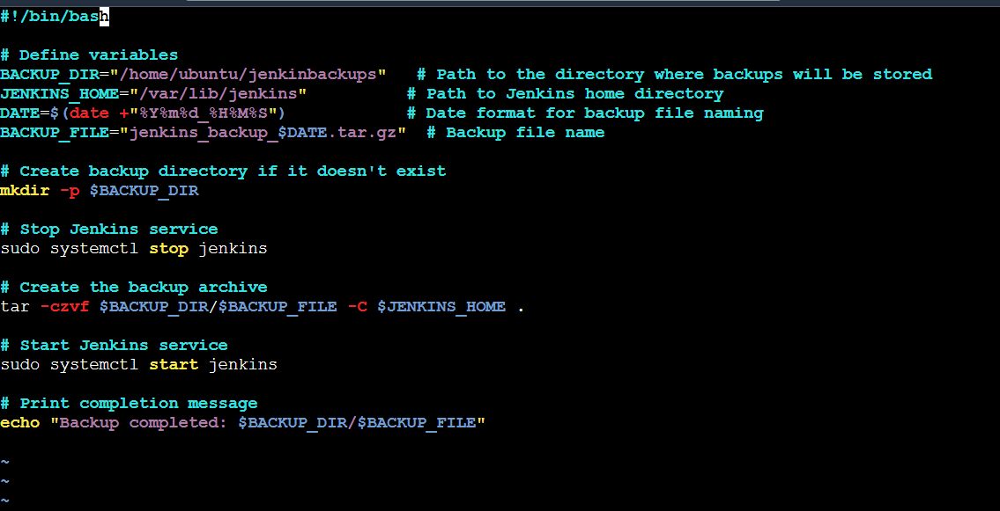 #!/bin/bash
# Define variables
BACKUP_DIR="/home/ubuntu/jenkinbackups"   # Path to the directory where backups will be stored
JENKINS_HOME="/var/lib/jenkins"          # Path to Jenkins home directory
DATE=$(date +"%Y%m%d_%H%M%S")            # Date format for backup file naming
BACKUP_FILE="jenkins_backup_$DATE.tar.gz"  # Backup file name
# Create backup directory if it doesn't exist
mkdir -p $BACKUP_DIR
# Stop Jenkins service
sudo systemctl stop jenkins
# Create the backup archive
tar -czvf $BACKUP_DIR/$BACKUP_FILE -C $JENKINS_HOME .
# Start Jenkins service
sudo systemctl start jenkins
# Print completion message
echo "Backup completed: $BACKUP_DIR/$BACKUP_FILE"
~
~
~